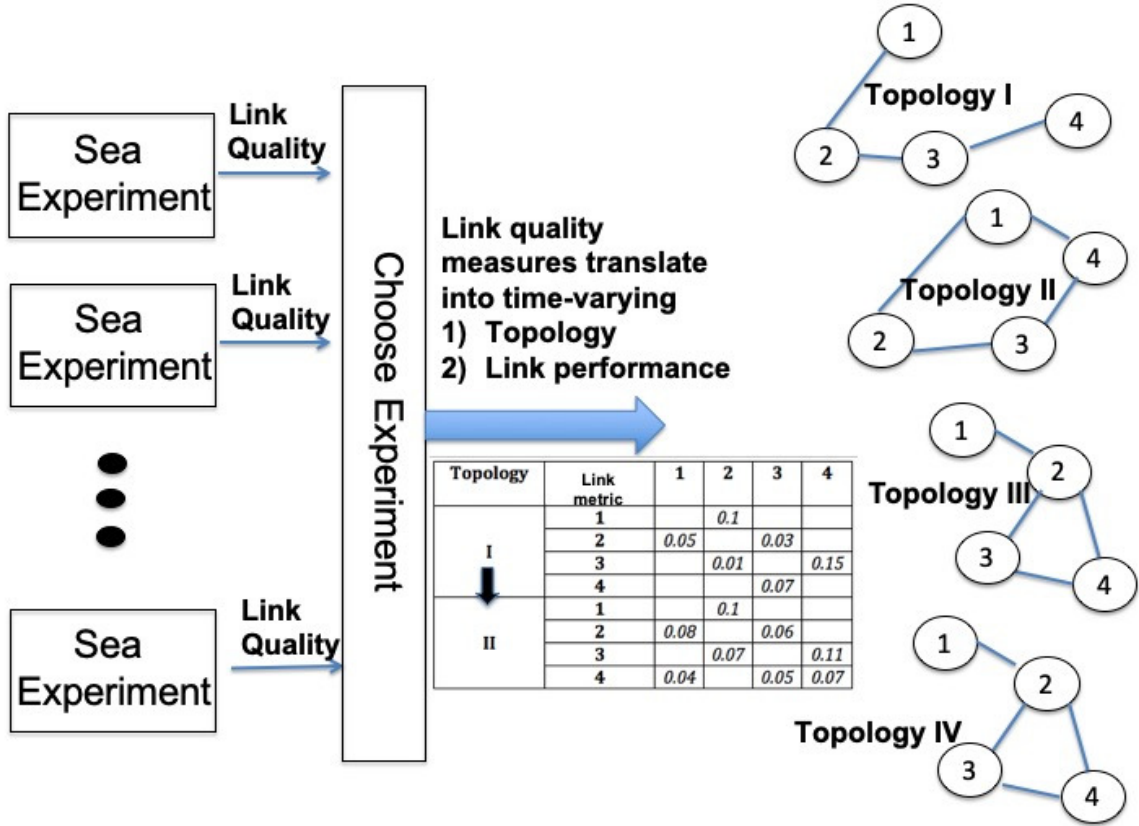 Sea
Experiment
Link
Quality
Sea
Experiment
Link
Quality
Sea
Experiment
Link
Quality
Choose Experiment
Link quality
measures translate
into time-varying
1) Topology
2) Link performance
Topology Link metric 1 2 3 4
I
1 0.1
2 0.05 0.03
3 0.01 0.15
4 0.07
II
1 0.1
2 0.08 0.06
3 0.07 0.11
4 0.04 0.05 0.07
1
Topology I
4
2
3
1
4
Topology II
2
3
1
2
Topology III
3
4
1
2
Topology IV
3
4